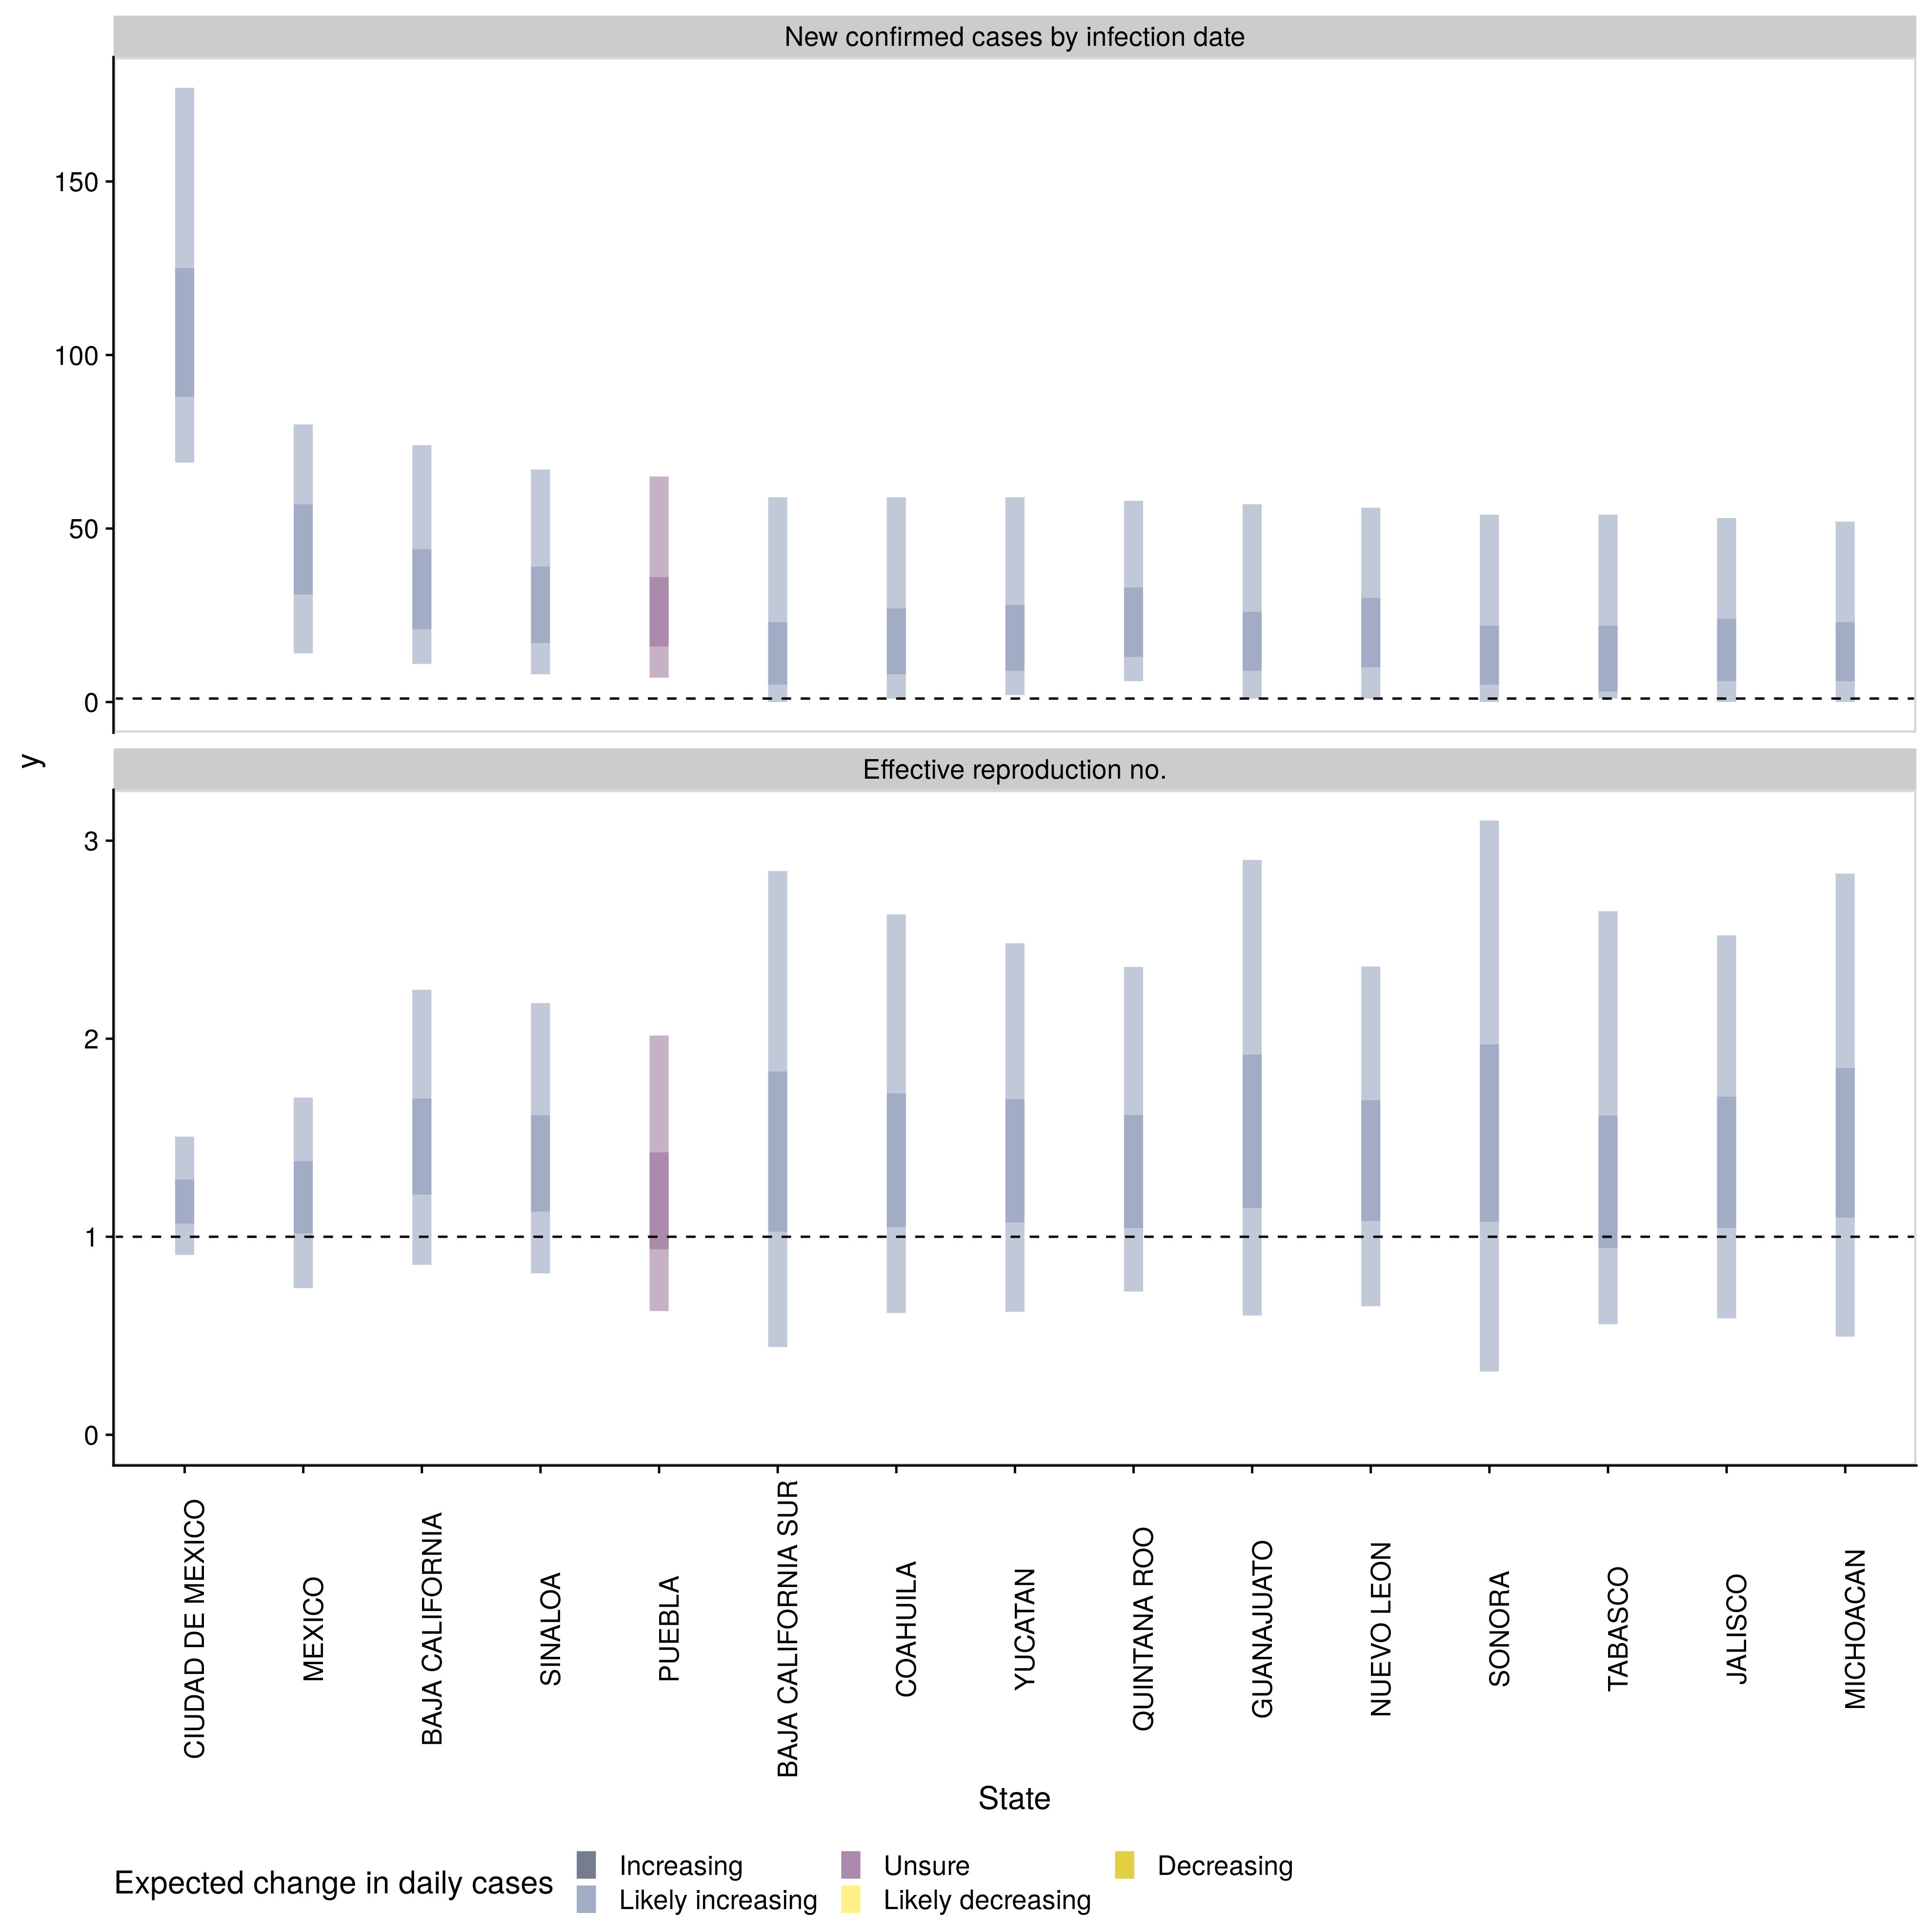 New confirmed cases by infection date
150
100
50
0
y
Effective reproduction no.
3
2
1
0
CIUDAD DE MEXICO
MEXICO
BAJA CALIFORNIA
SINALOA
PUEBLA
BAJA CALIFORNIA SUR
COAHUILA
YUCATAN
QUINTANA ROO
GUANAJUATO
NUEVO LEON
SONORA
TABASCO
JALISCO
MICHOACAN
State
Expected change in daily cases
Increasing
Likely increasing
Unsure
Likely decreasing
Decreasing